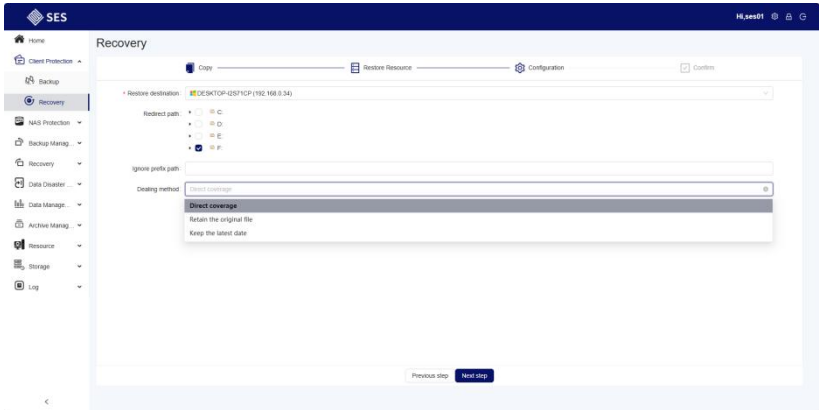 SES
Hi,ses01
Home
Client Protection
Backup
Recovery
NAS Protection
Backup Manag...
Recovery
Data Disaster ...
Data Manage...
Archive Manag...
Resource
Storage
Log
Recovery
Copy
Restore Resource
Configuration
Confirm
* Restore destination
DESKTOP-I2S71CP (192.168.0.34)
Redirect path
C:
D:
E:
F:
Ignore prefix path
Dealing method
Direct coverage
Direct coverage
Retain the original file
Keep the latest date
Previous step
Next step